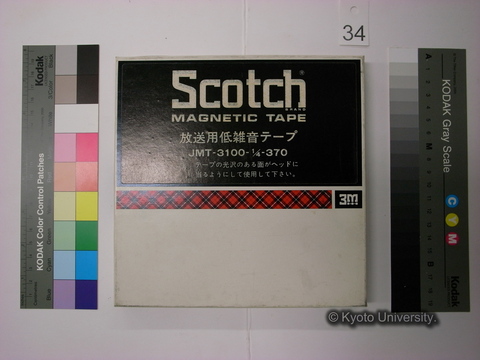 34
Kodak
KODAK Color Control Patches
Scotch®
BRAND
MAGNETIC TAPE
放送用低雑音テープ
JMT-3100-¼-370
テープの光沢のある面がヘッドに
当るようにして使用して下さい。
3M
KODAK Gray Scale
C
Y
M
Kodak
A
M
B
© Kyoto University.